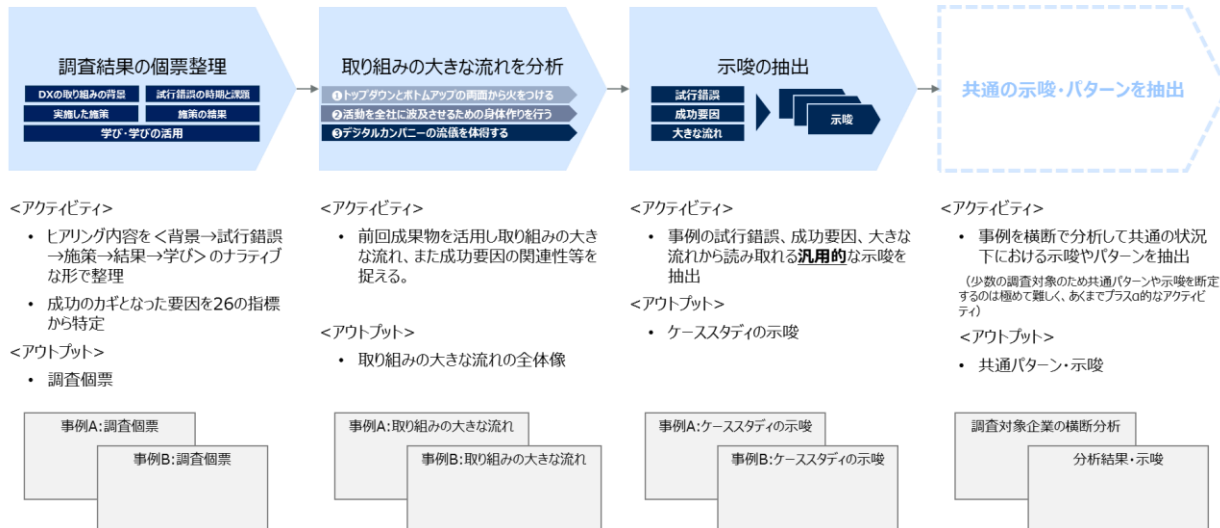 調査結果の個票整理
DXの取り組みの背景
試行錯誤の時期と課題
実施した施策
施策の結果
学び・学びの活用
<アクティビティ>
• ヒアリング内容を<背景→試行錯誤
→施策→結果→学び>のナラティブ
な形で整理
• 成功のカギとなった要因を26の指標
から特定
<アウトプット>
• 調査個票
事例A:調査個票
事例B:調査個票
取り組みの大きな流れを分析
❶トップダウンとボトムアップの両面から火をつける
❷活動を全社に波及させるための身体作りを行う
❸デジタルカンパニーの流儀を体得する
<アクティビティ>
• 前回成果物を活用し取り組みの大き
な流れ、また成功要因の関連性等を
捉える。
<アウトプット>
• 取り組みの大きな流れの全体像
事例A:取り組みの大きな流れ
事例B:取り組みの大きな流れ
示唆の抽出
試行錯誤
成功要因
大きな流れ
示唆
<アクティビティ>
• 事例の試行錯誤、成功要因、大きな
流れから読み取れる汎用的な示唆を
抽出
<アウトプット>
• ケーススタディの示唆
事例A:ケーススタディの示唆
事例B:ケーススタディの示唆
共通の示唆・パターンを抽出
<アクティビティ>
• 事例を横断で分析して共通の状況
下における示唆やパターンを抽出
(少数の調査対象のため共通パターンや示唆を断定
するのは極めて難しく、あくまでプラスα的なアクティビ
ティ)
<アウトプット>
• 共通パターン・示唆
調査対象企業の横断分析
分析結果・示唆